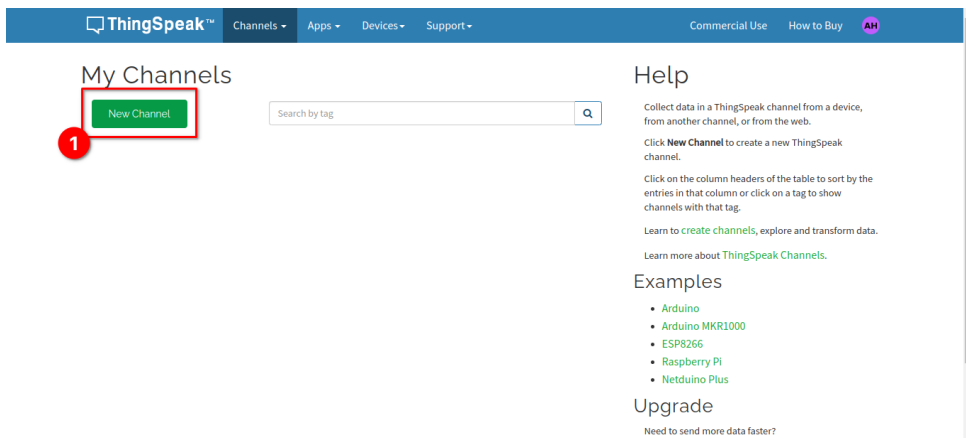 ThingSpeak™ Channels Apps Devices Support Commercial Use How to Buy AH
My Channels
New Channel
1
Search by tag
Help
Collect data in a ThingSpeak channel from a device,
from another channel, or from the web.
Click New Channel to create a new ThingSpeak
channel.
Click on the column headers of the table to sort by the
entries in that column or click on a tag to show
channels with that tag.
Learn to create channels, explore and transform data.
Learn more about ThingSpeak Channels.
Examples
• Arduino
• Arduino MKR1000
• ESP8266
• Raspberry Pi
• Netduino Plus
Upgrade
Need to send more data faster?